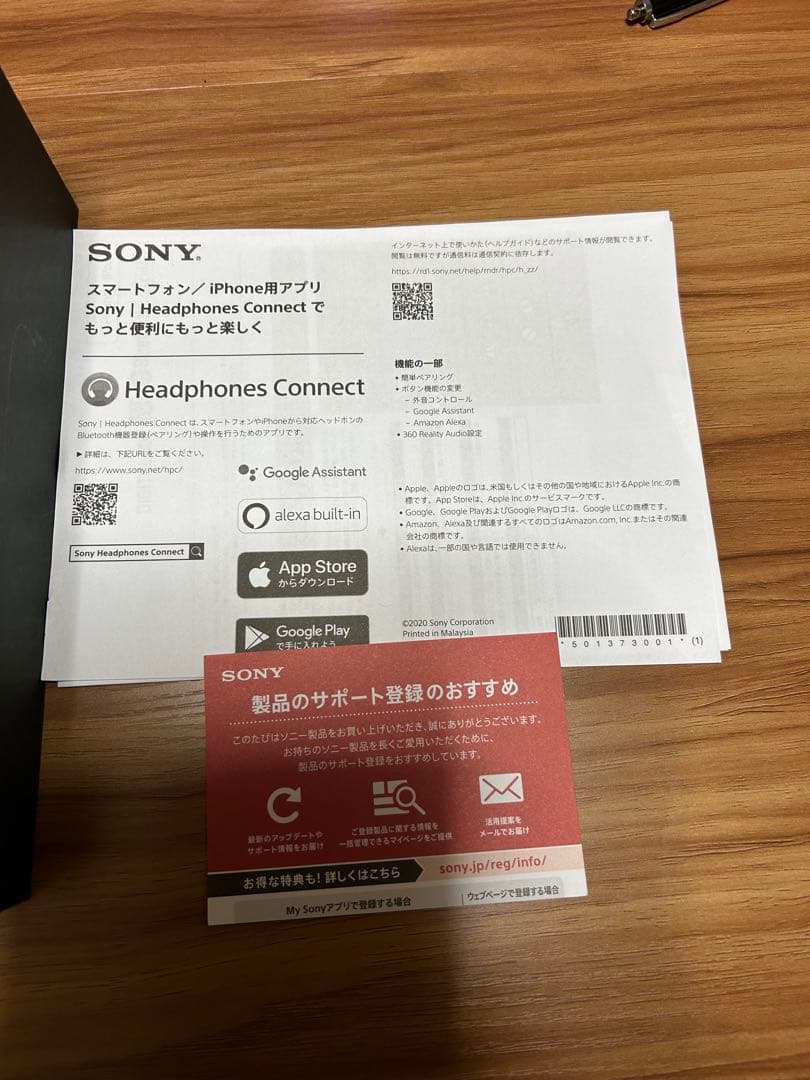 SONY®
スマートフォン／iPhone用アプリ
Sony | Headphones Connect で
もっと便利にもっと楽しく
Headphones Connect
Sony | Headphones Connect は、スマートフォンやiPhoneから対応ヘッドホンの
Bluetooth機器登録（ペアリング）や操作を行うためのアプリです。
▶ 詳細は、下記URLをご覧ください。
https://www.sony.net/hpc/
Sony Headphones Connect
Google Assistant
alexa built-in
App Store
からダウンロード
Google Play
で手に入れよう
インターネット上で使いかた（ヘルプガイド）などのサポート情報が閲覧できます。
閲覧は無料ですが通信料は通信契約に依存します。
https://rd1.sony.net/help/mdr/hpc/h_zz/
機能の一部
• 簡単ペアリング
• ボタン機能の変更
– 外音コントロール
– Google Assistant
– Amazon Alexa
• 360 Reality Audio設定
• Apple、Appleのロゴは、米国もしくはその他の国や地域におけるApple Inc.の商
標です。App Storeは、Apple Inc.のサービスマークです。
• Google、Google PlayおよびGoogle Playロゴは、Google LLCの商標です。
• Amazon、Alexa及び関連するすべてのロゴはAmazon.com, Inc.またはその関連
会社の商標です。
• Alexaは、一部の国や言語では使用できません。
©2020 Sony Corporation
Printed in Malaysia
*501373001* (1)
SONY
製品のサポート登録のおすすめ
このたびはソニー製品をお買い上げいただき、誠にありがとうございます。
お持ちのソニー製品を長くご愛用いただくために、
製品のサポート登録をおすすめしています。
最新のアップデートや
サポート情報をお届け
ご登録製品に関する情報を
一括管理できるマイページをご提供
活用提案を
メールでお届け
お得な特典も！詳しくはこちら
sony.jp/reg/info/
My Sonyアプリで登録する場合
ウェブページで登録する場合